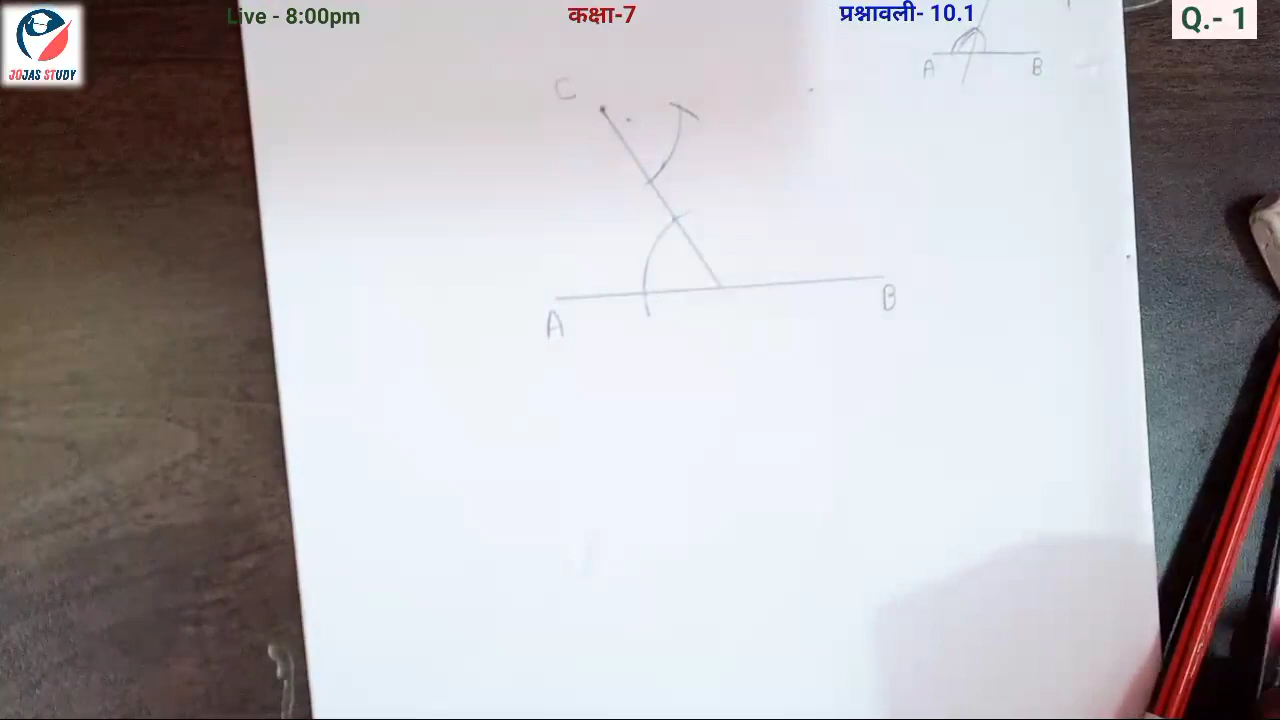 Live - 8:00pm
कक्षा-7
प्रश्नावली- 10.1
Q.- 1
JOJAS STUDY
A B
C
A B